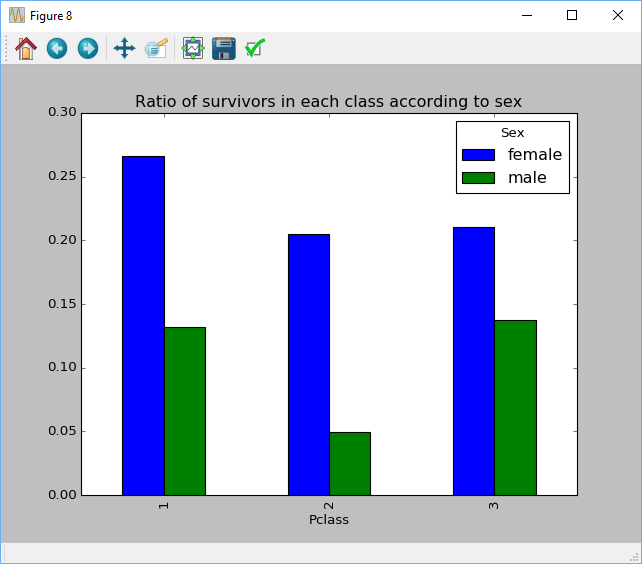 Figure 8
Ratio of survivors in each class according to sex
0.30
0.25
0.20
0.15
0.10
0.05
0.00
Sex
female
male
1
2
3
Pclass